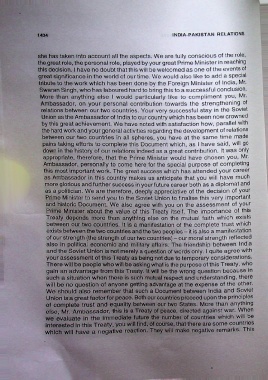 1404 INDIA-PAKISTAN RELATIONS
she has taken into account all the aspects. We are fully conscious of the role,
the great role, the personal role, played by your great Prime Minister in reaching
this decision. I have no doubt that this will be welcomed as one of the events of
great significance in the world of our time. We would also like to add a special
tribute to the work which has been done by the Foreign Minister of India, Mr.
Swaran Singh, who has laboured hard to bring this to a successful conclusion.
More than anything else I would particularly like to compliment you, Mr.
Ambassador, on your personal contribution towards the strengthening of
relations between our two countries. Your very successful stay in the Soviet
Union as the Ambassador of India to our country which has been now crowned
by this great achievement. We have noted with satisfaction how, parallel with
the hard work and your general activities regarding the development of relations
between our two countries in all spheres, you have at the same time made
pains taking efforts to complete this Document which, as I have said, will go
down in the history of our relations indeed as a great contribution. It was only
appropriate, therefore, that the Prime Minister would have chosen you, Mr.
Ambassador, personally to come here for the special purpose of completing
this most important work. The great success which has attended your career
as Ambassador in this country makes us anticipate that you will have much
more glorious and further success in your future career both as a diplomat and
as a politician. We are therefore, deeply appreciative of the decision of your
Prime Minister to send you to the Soviet Union to finalise this very important
and historic Document. We also agree with you on the assessment of your
Prime Minister about the value of this Treaty itself. The importance of this
Treaty depends more than anything else on the mutual faith which exists
between our two countries. It is a manifestation of the complete trust which
exists between the two countries and the two peoples – it is also a manifestation
of our strength (the strength of our two countries) – our moral strength reflected
also in political, economic and military affairs. The friendship between India
and the Soviet Union is not merely a question of words only. I quite agree with
your assessment of this Treaty as being not due to temporary considerations.
There will be people who will be asking what is the purpose of this Treaty, who
gain an advantage from this Treaty. It will be the wrong question because in
such a situation when there is such mutual respect and understanding, there
will be no question of anyone getting advantage at the expense of the other.
We should also remember that such a Document between India and Soviet
Union is a great factor for peace. Both our countries proceed upon the principles
of complete trust and equality between our two States. More than anything
else, Mr. Ambassador, this is a Treaty of peace, directed against war. When
we evaluate in the immediate future the number of countries which will be
interested in this Treaty, you will find, of course, that there are some countries
which will have a negative reaction. They will make negative remarks. This